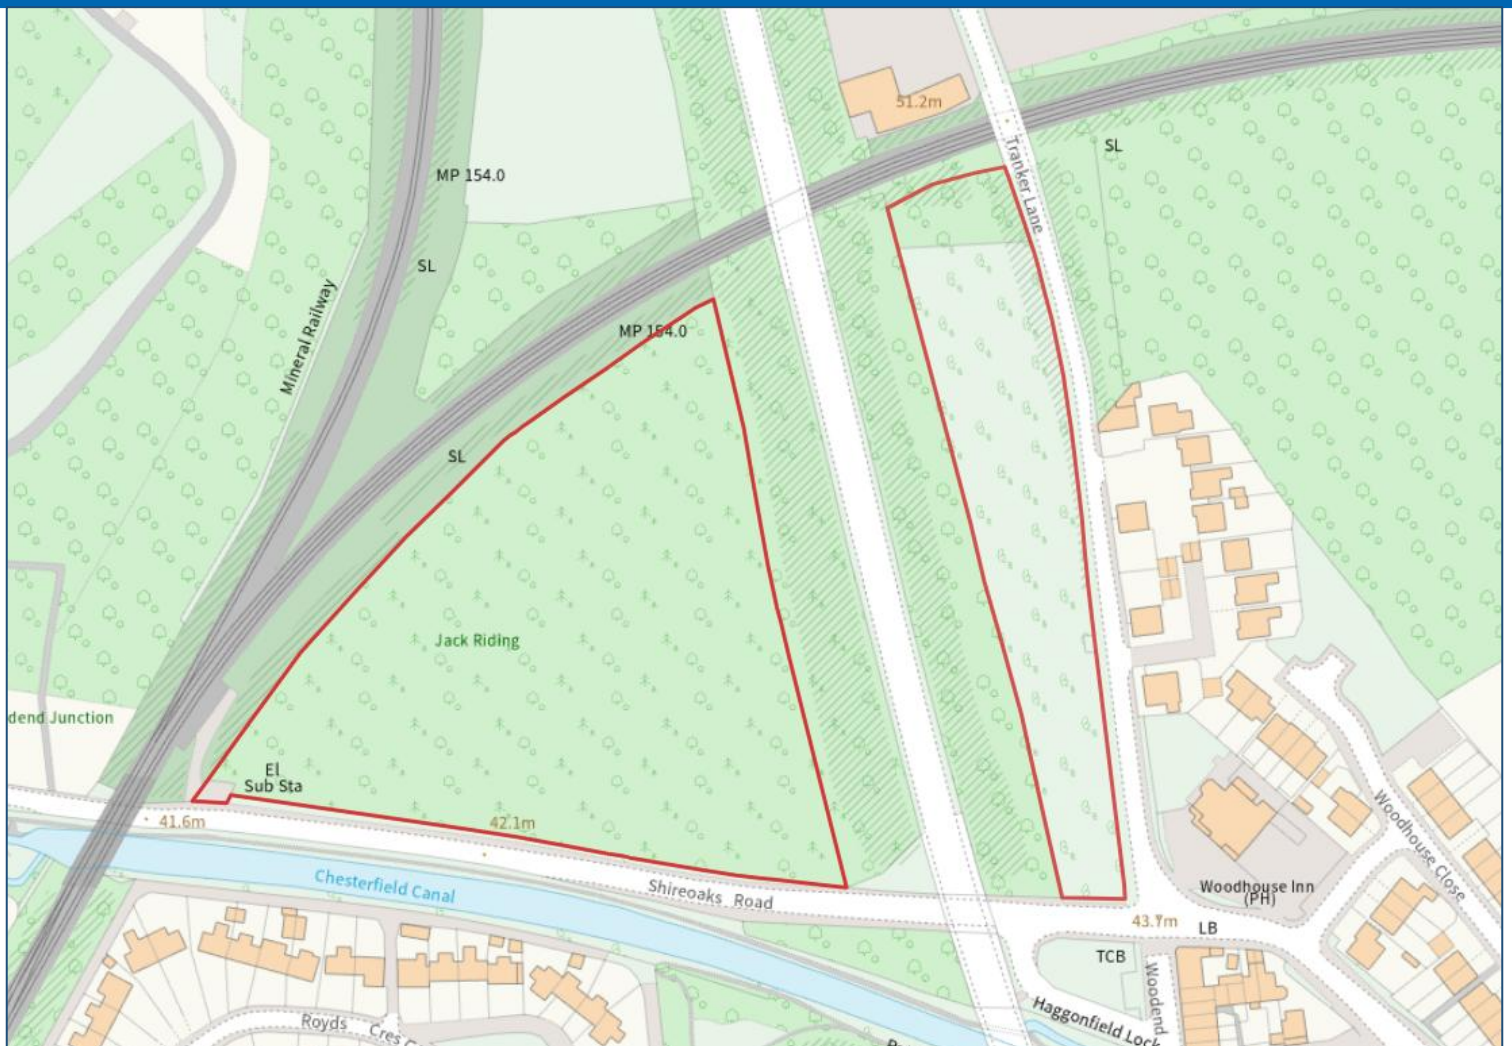 51.2m
SL
Tranker Lane
MP 154.0
SL
Mineral Railway
MP 154.0
SL
Jack Riding
dend Junction
El
Sub Sta
41.6m
42.1m
Chesterfield Canal
Shireoaks Road
Woodhouse Close
Woodhouse Inn
(PH)
43.7m
LB
TCB
Woodend
Haggonfield Lock
Royds Cres